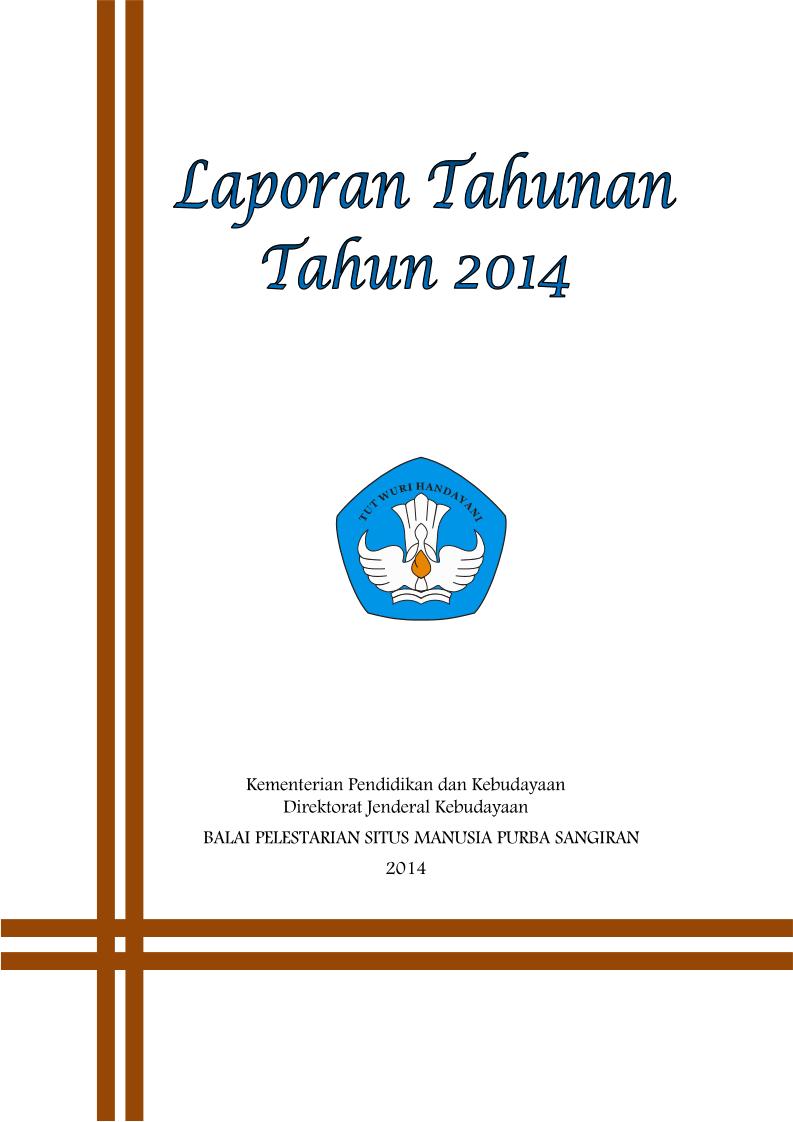 Laporan Tahunan
Tahun 2014
TUT WURI HANDAYANI
Kementerian Pendidikan dan Kebudayaan
Direktorat Jenderal Kebudayaan
BALAI PELESTARIAN SITUS MANUSIA PURBA SANGIRAN
2014